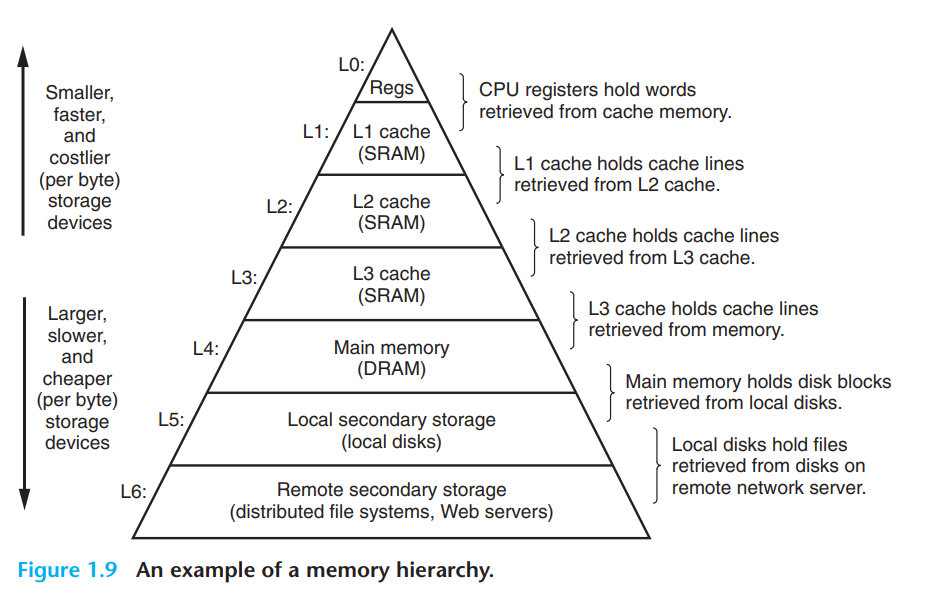 L0:
Regs
CPU registers hold words
retrieved from cache memory.
Smaller,
faster,
and
costlier
(per byte)
storage
devices
L1:
L1 cache
(SRAM)
L1 cache holds cache lines
retrieved from L2 cache.
L2:
L2 cache
(SRAM)
L2 cache holds cache lines
retrieved from L3 cache.
L3:
L3 cache
(SRAM)
L3 cache holds cache lines
retrieved from memory.
Larger,
slower,
and
cheaper
(per byte)
storage
devices
L4:
Main memory
(DRAM)
Main memory holds disk blocks
retrieved from local disks.
L5:
Local secondary storage
(local disks)
Local disks hold files
retrieved from disks on
remote network server.
L6:
Remote secondary storage
(distributed file systems, Web servers)
Figure 1.9 An example of a memory hierarchy.